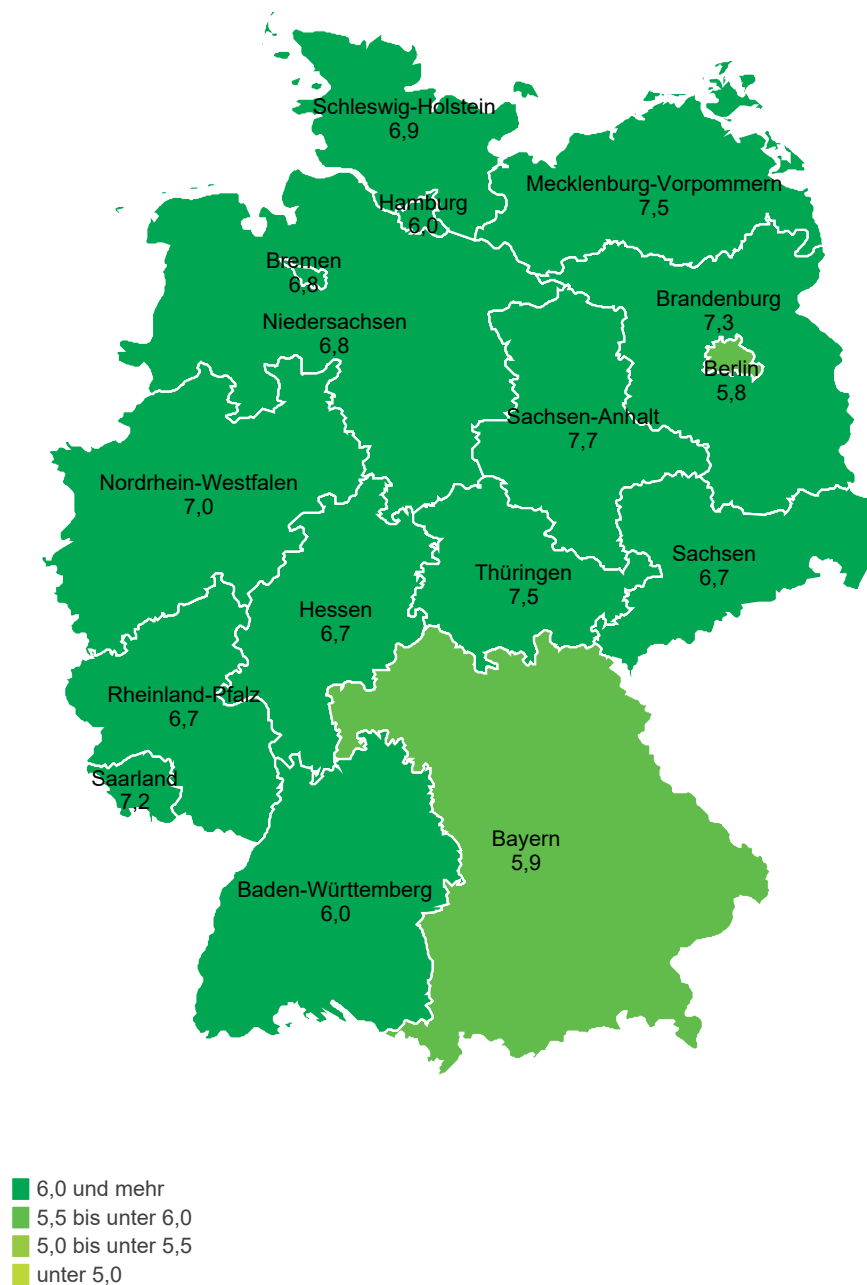 Schleswig-Holstein
6,9
Mecklenburg-Vorpommern
7,5
Hamburg
6,0
Bremen
6,8
Brandenburg
7,3
Niedersachsen
6,8
Berlin
5,8
Sachsen-Anhalt
7,7
Nordrhein-Westfalen
7,0
Sachsen
6,7
Thüringen
7,5
Hessen
6,7
Rheinland-Pfalz
6,7
Saarland
7,2
Bayern
5,9
Baden-Württemberg
6,0
6,0 und mehr
5,5 bis unter 6,0
5,0 bis unter 5,5
unter 5,0